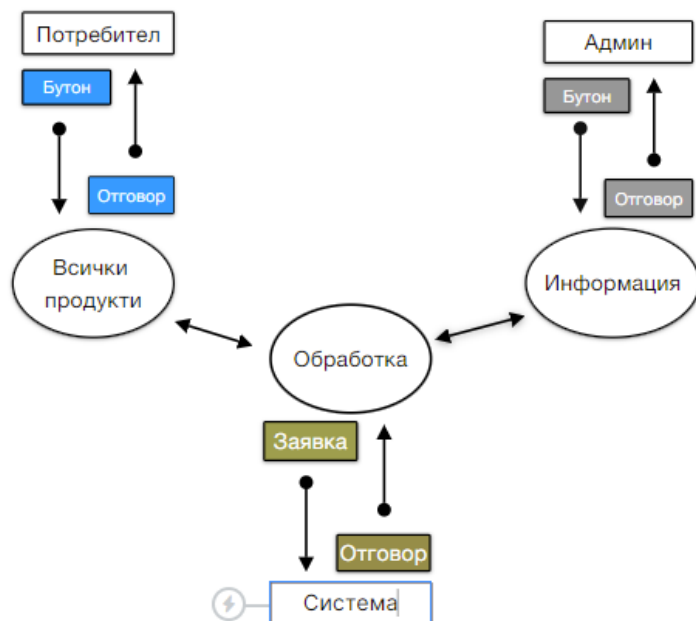 Потребител
Админ
Бутон
Бутон
Отговор
Отговор
Всички
продукти
Информация
Обработка
Заявка
Отговор
Система